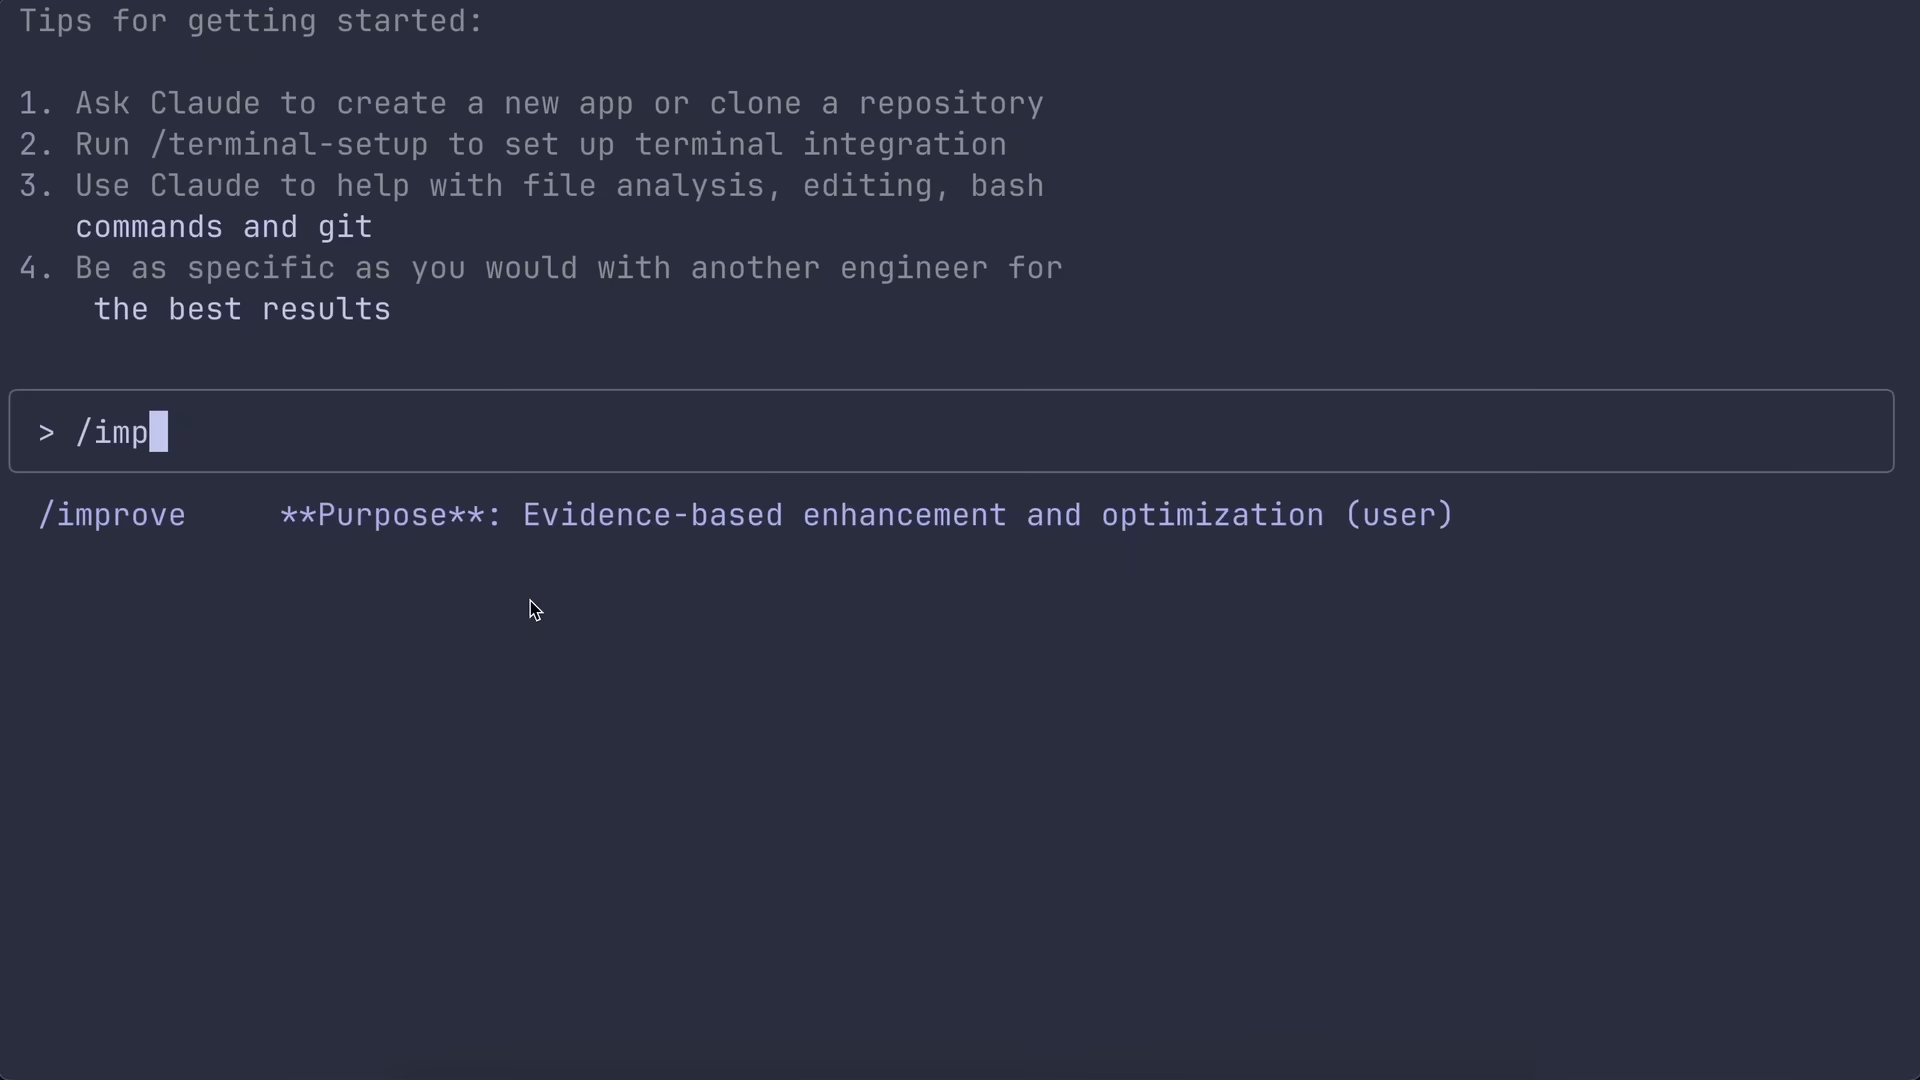 Tips for getting started:
1. Ask Claude to create a new app or clone a repository
2. Run /terminal-setup to set up terminal integration
3. Use Claude to help with file analysis, editing, bash
commands and git
4. Be as specific as you would with another engineer for
the best results
> /imp
/improve **Purpose**: Evidence-based enhancement and optimization (user)